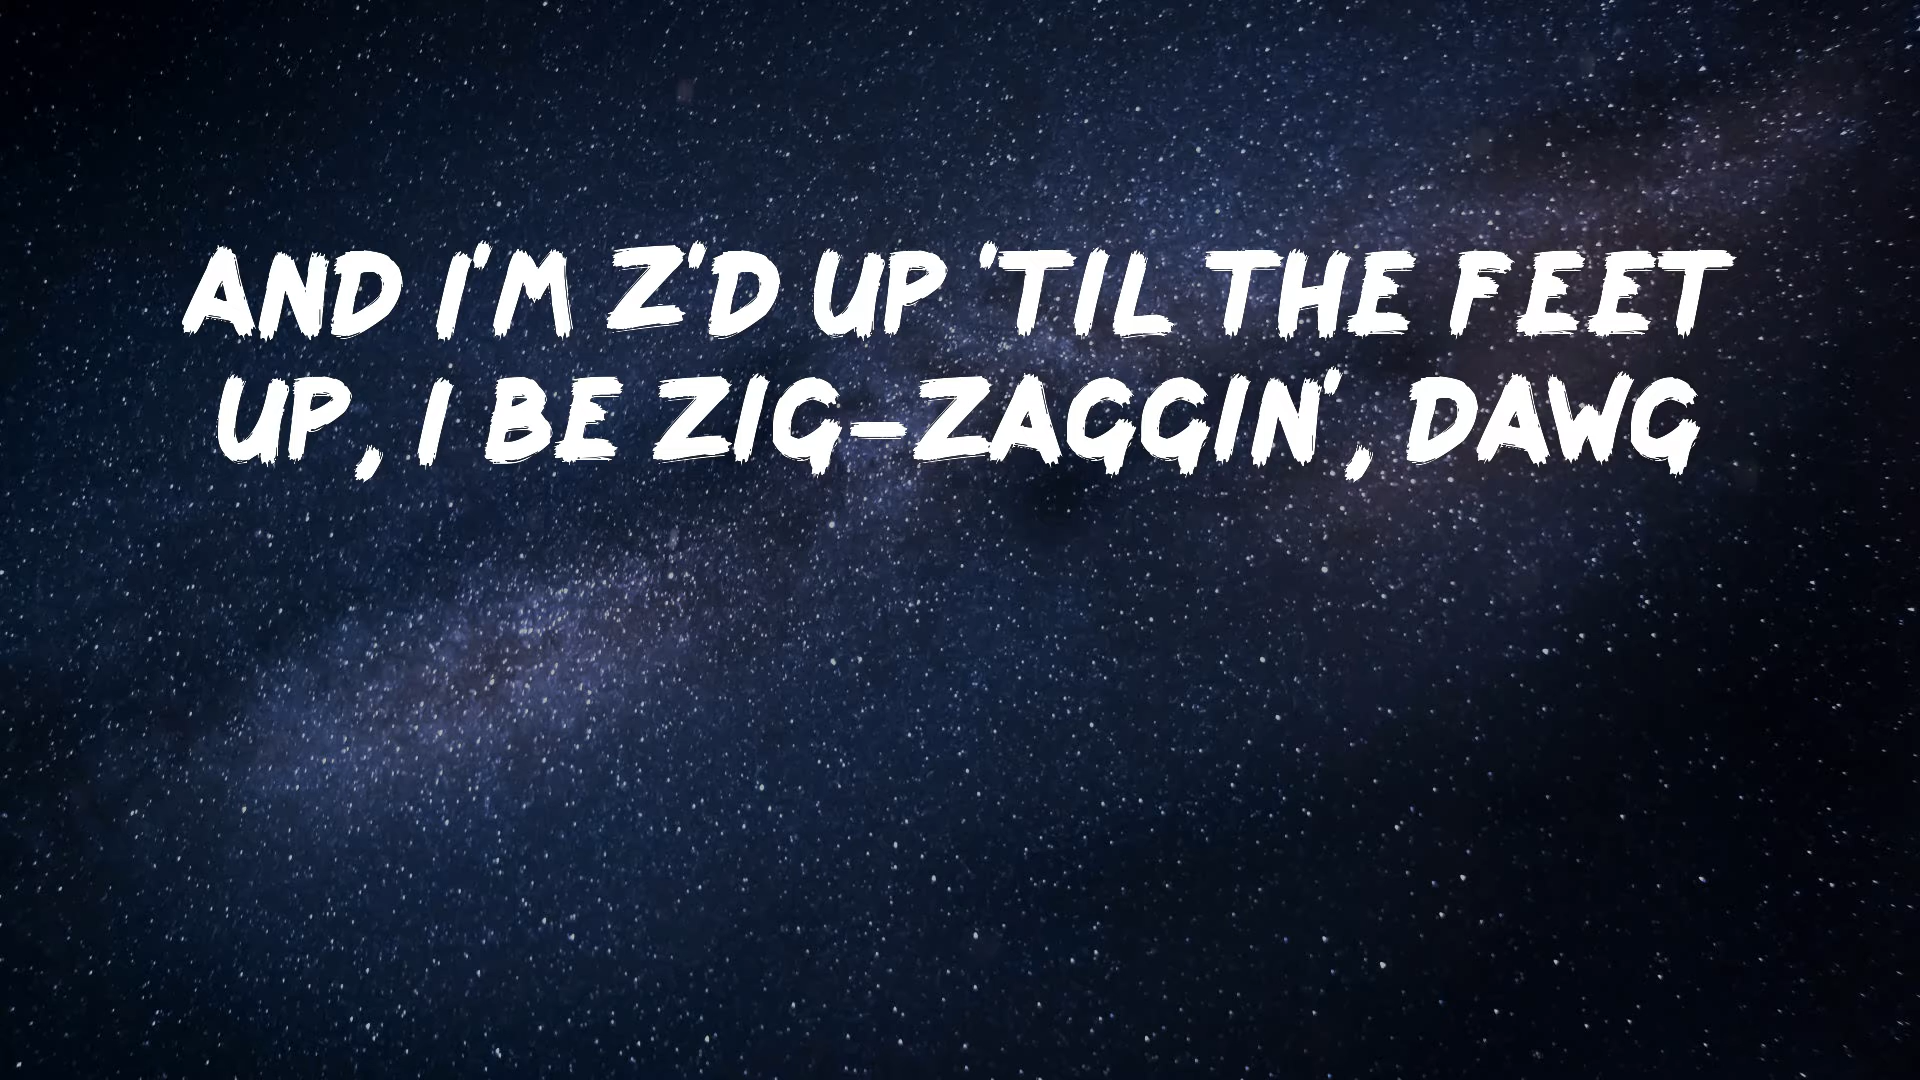 AND I'M Z'D UP 'TIL THE FEET
UP, I BE ZIG-ZAGGIN', DAWG